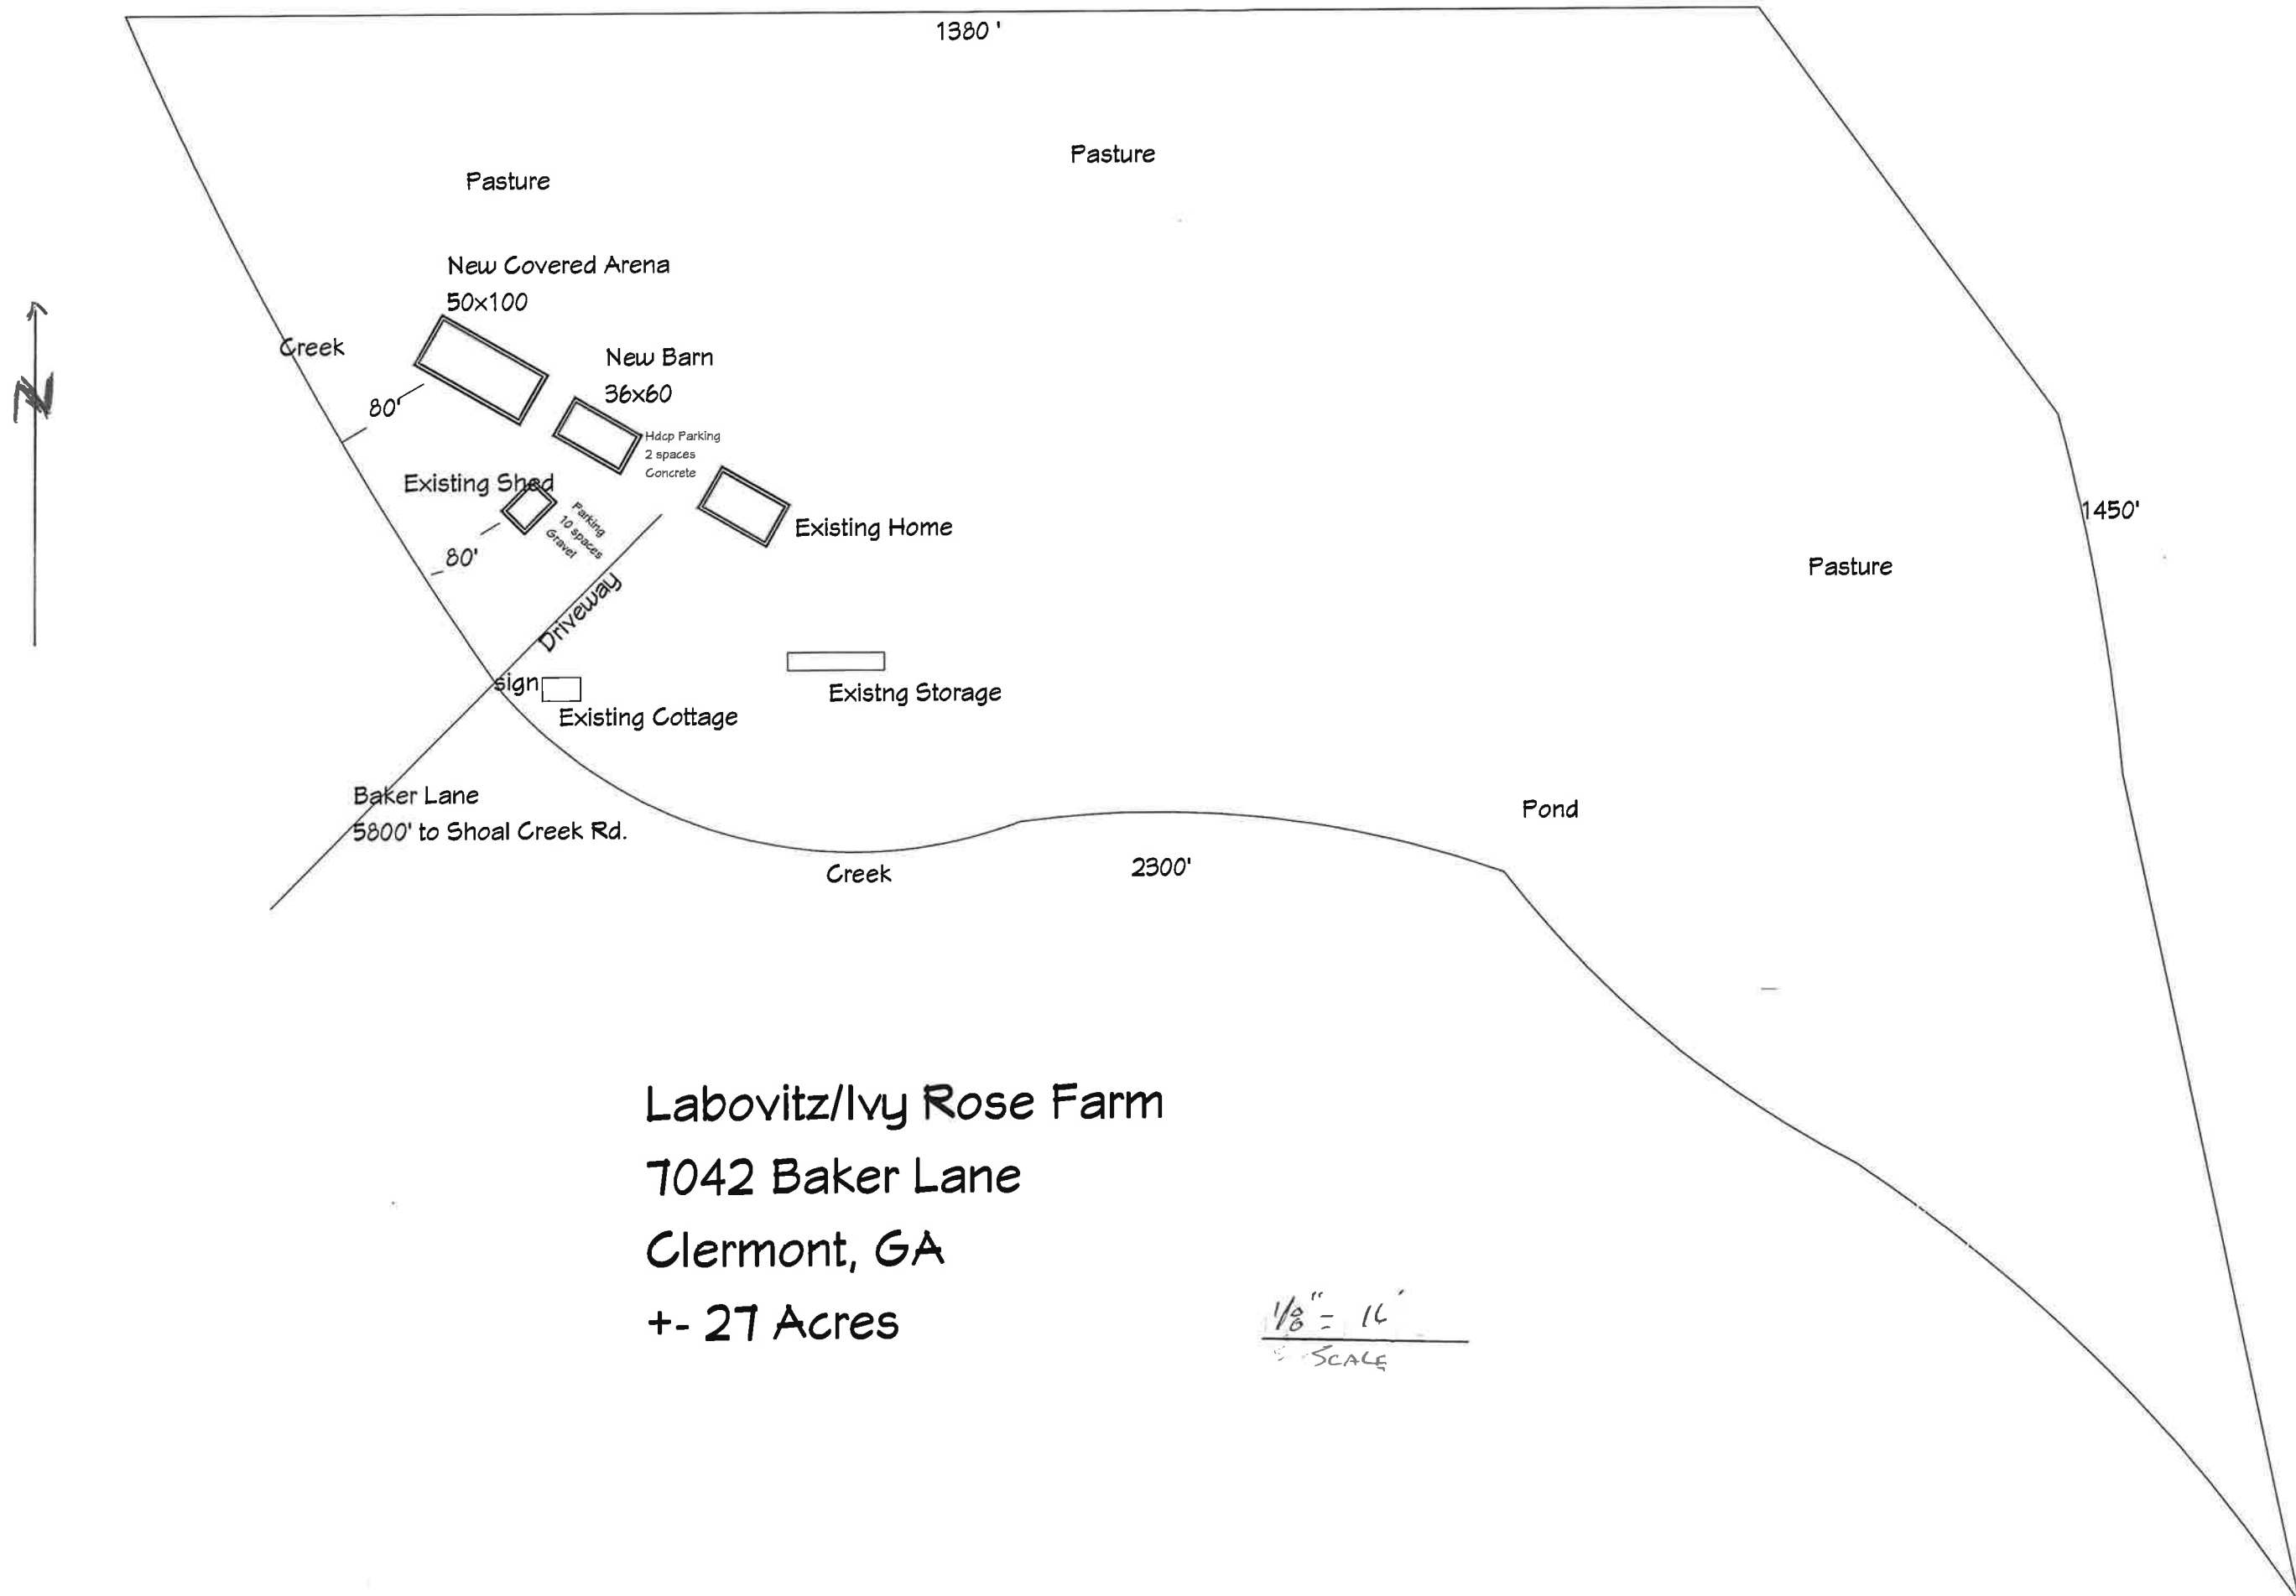 1380 '
Pasture
Pasture
New Covered Arena
50x100
Creek
New Barn
36x60
80'
Hdcp Parking
2 spaces
Concrete
Existing Shed
Parking
10 spaces
Gravel
Existing Home
1450'
80'
Pasture
Driveway
sign
Existing Cottage
Existng Storage
Baker Lane
5800' to Shoal Creek Rd.
Pond
Creek
2300'
N
Labovitz/Ivy Rose Farm
7042 Baker Lane
Clermont, GA
+- 27 Acres
1/8" = 16'
SCALE